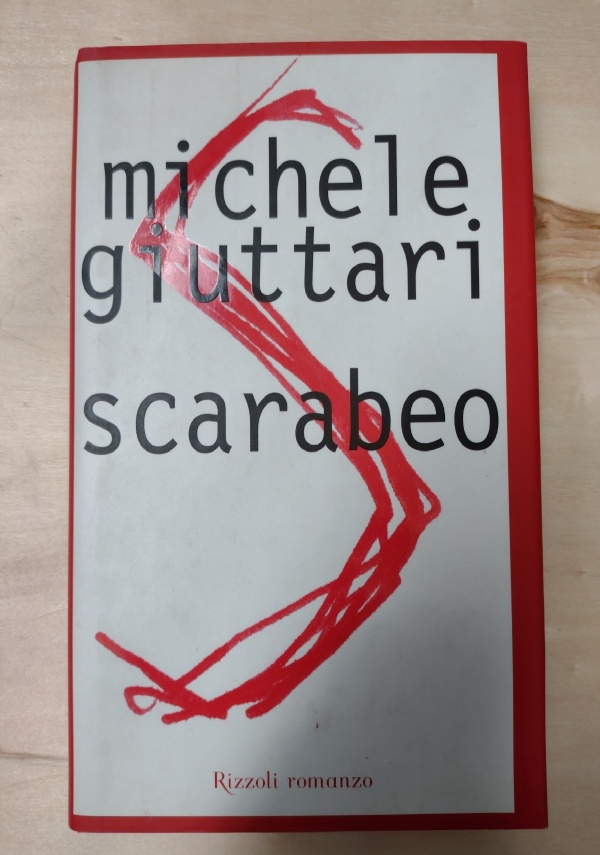 michele
giuttari
scarabeo
Rizzoli romanzo